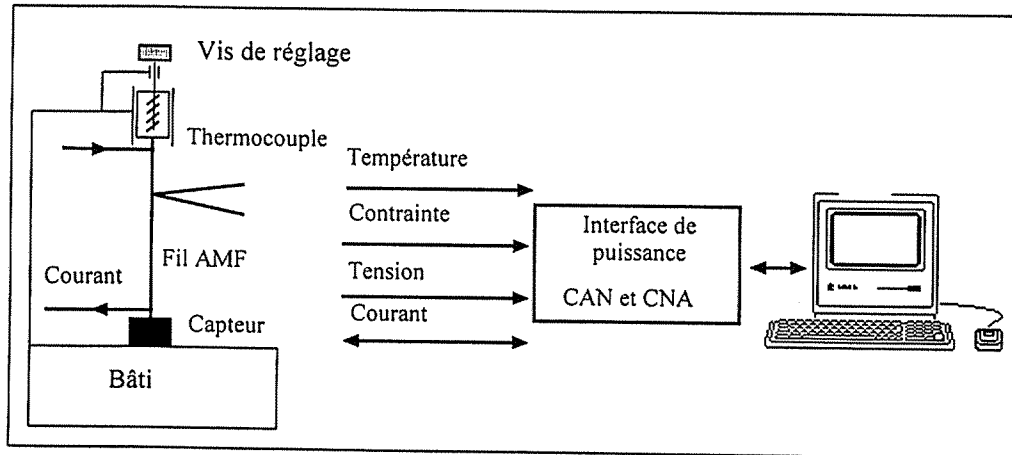 Vis de réglage
Thermocouple
Fil AMF
Courant
Capteur
Bâti
Température
Contrainte
Tension
Courant
Interface de
puissance
CAN et CNA